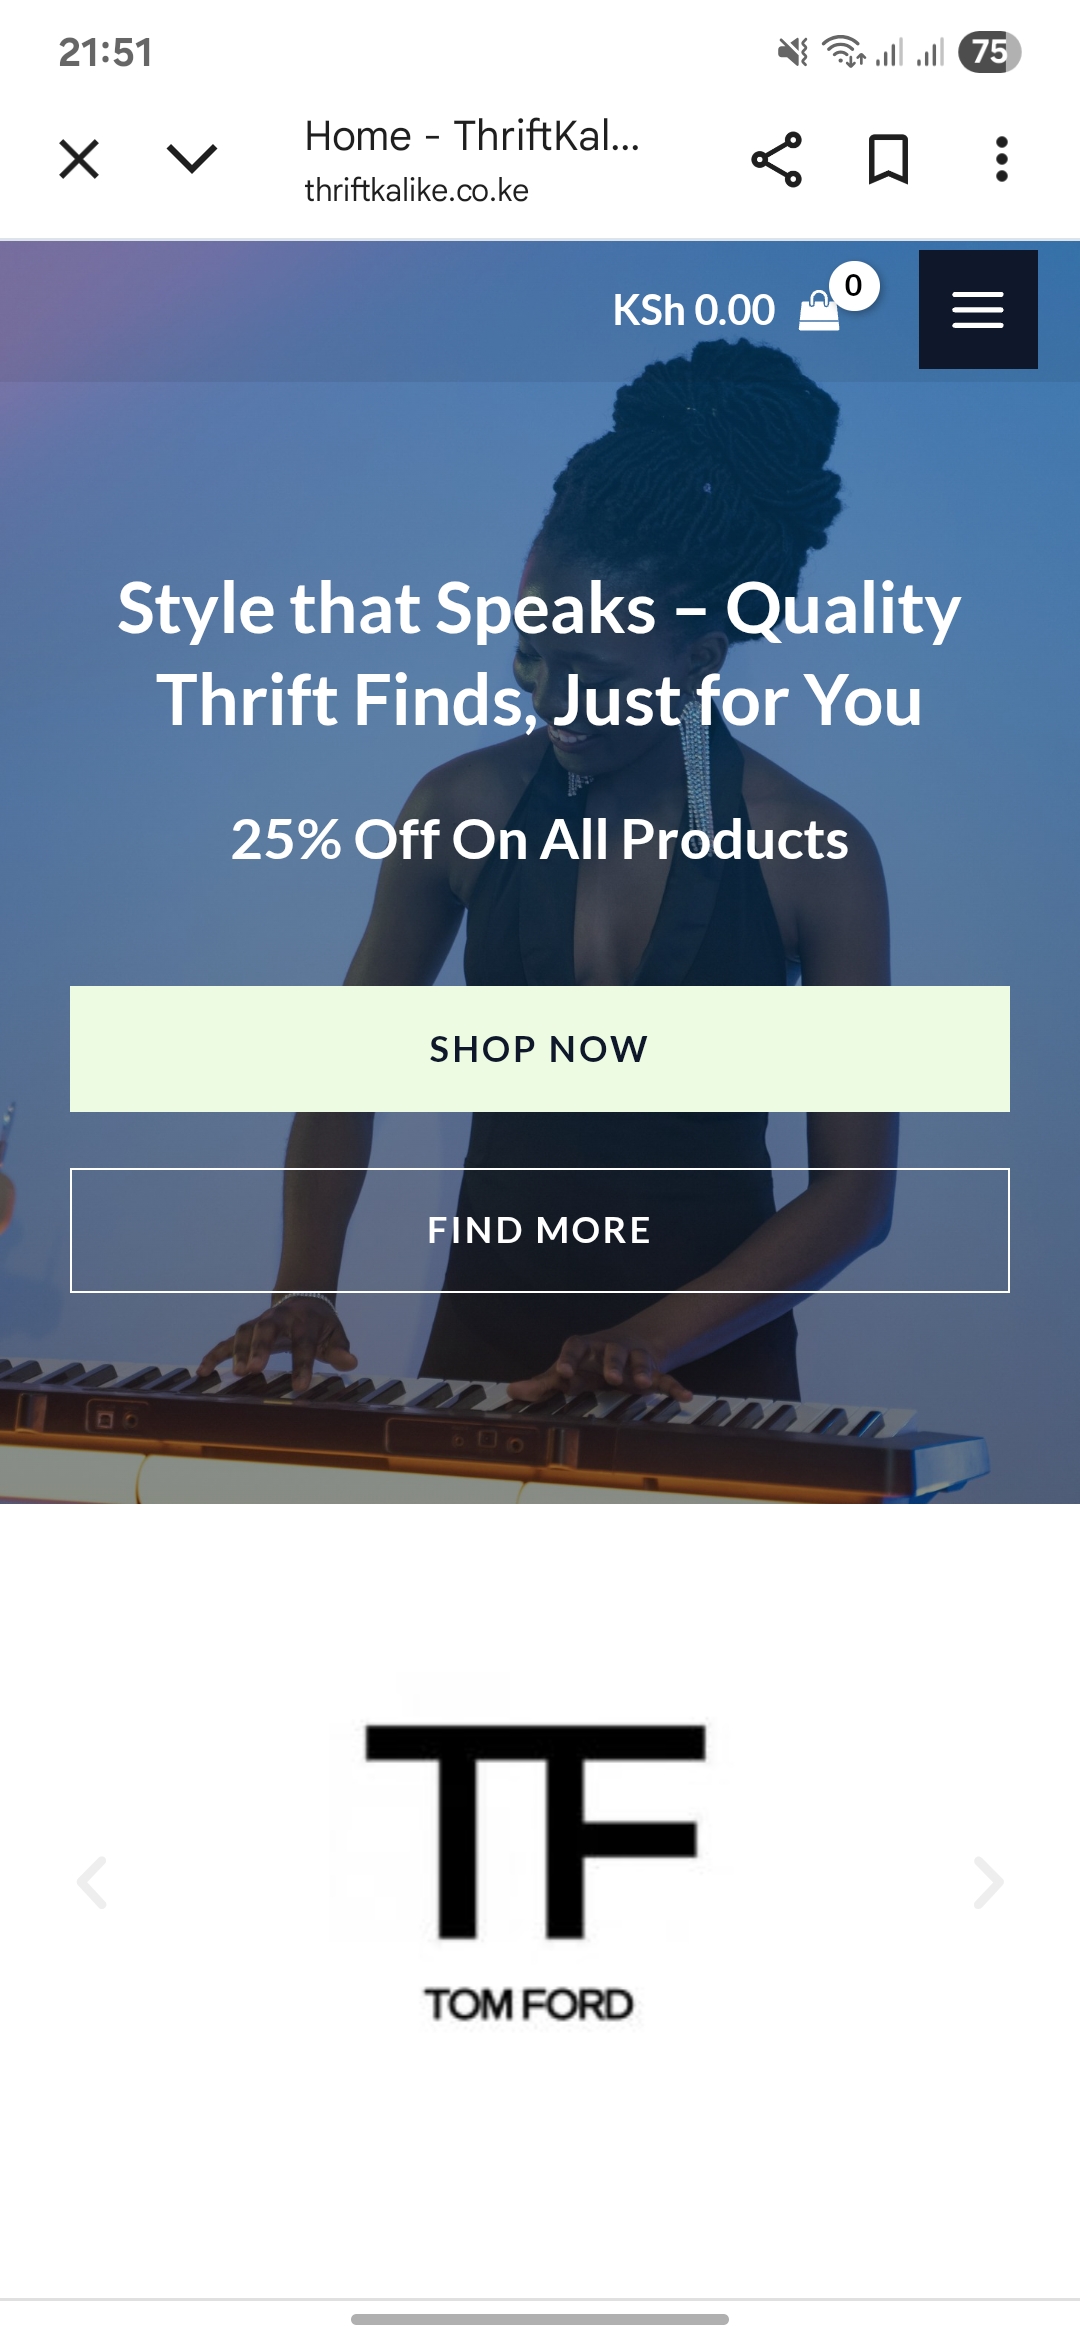 21:51
75
Home - ThriftKal...
thriftkalike.co.ke
KSh 0.00
0
Style that Speaks – Quality
Thrift Finds, Just for You
25% Off On All Products
SHOP NOW
FIND MORE
TF
TOM FORD